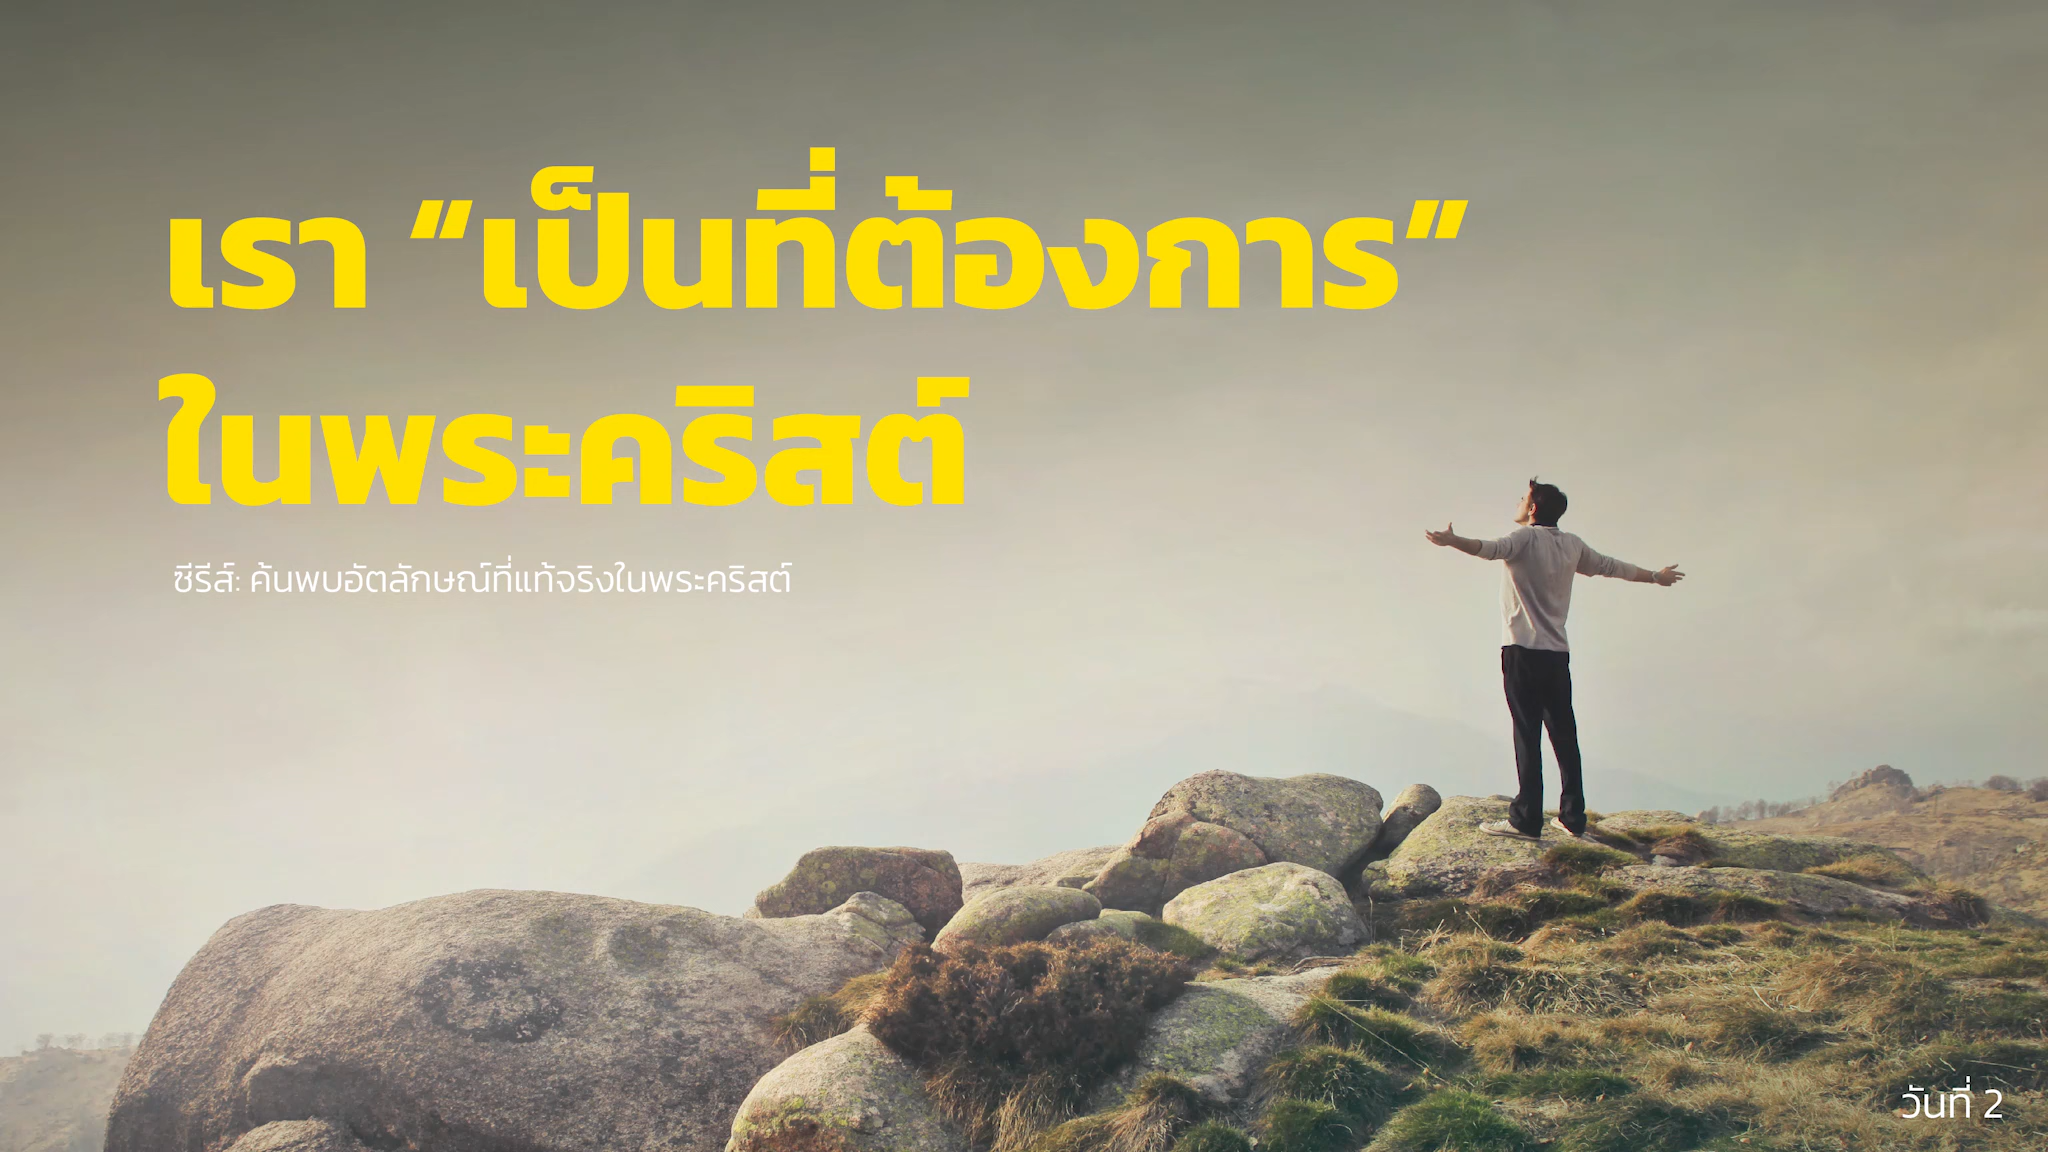 เรา “เป็นที่ต้องการ”
ในพระคริสต์
ซีรีส์: ค้นพบอัตลักษณ์ที่แท้จริงในพระคริสต์
วันที่ 2